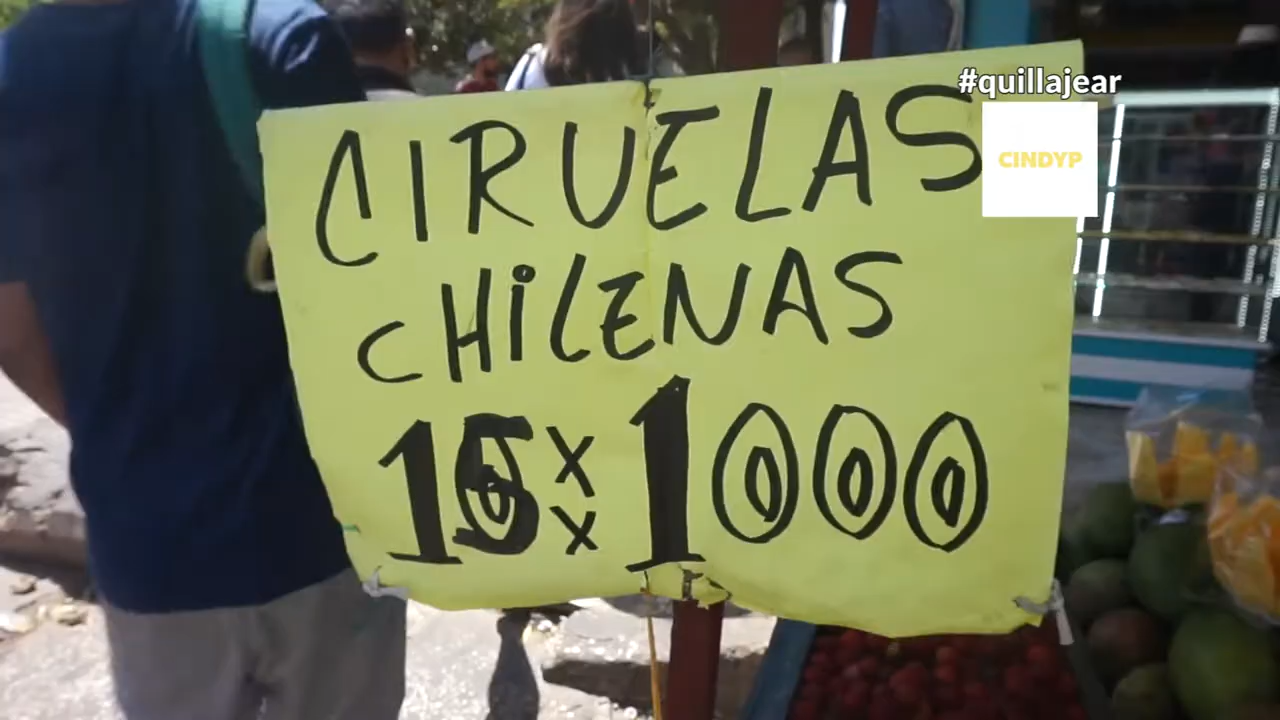 #quillajear
CINDYP
CIRUELAS
CHiLENAS
15 x x 1000